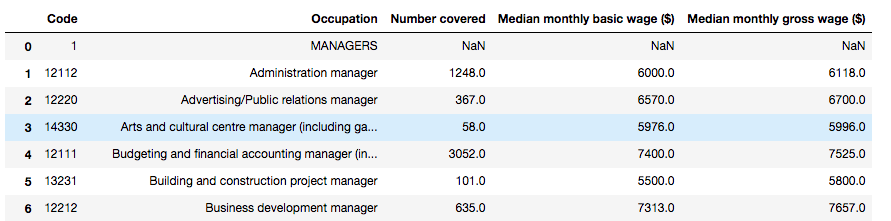 Code Occupation Number covered Median monthly basic wage ($) Median monthly gross wage ($)
0 1 MANAGERS NaN NaN NaN
1 12112 Administration manager 1248.0 6000.0 6118.0
2 12220 Advertising/Public relations manager 367.0 6570.0 6700.0
3 14330 Arts and cultural centre manager (including ga... 58.0 5976.0 5996.0
4 12111 Budgeting and financial accounting manager (in... 3052.0 7400.0 7525.0
5 13231 Building and construction project manager 101.0 5500.0 5800.0
6 12212 Business development manager 635.0 7313.0 7657.0